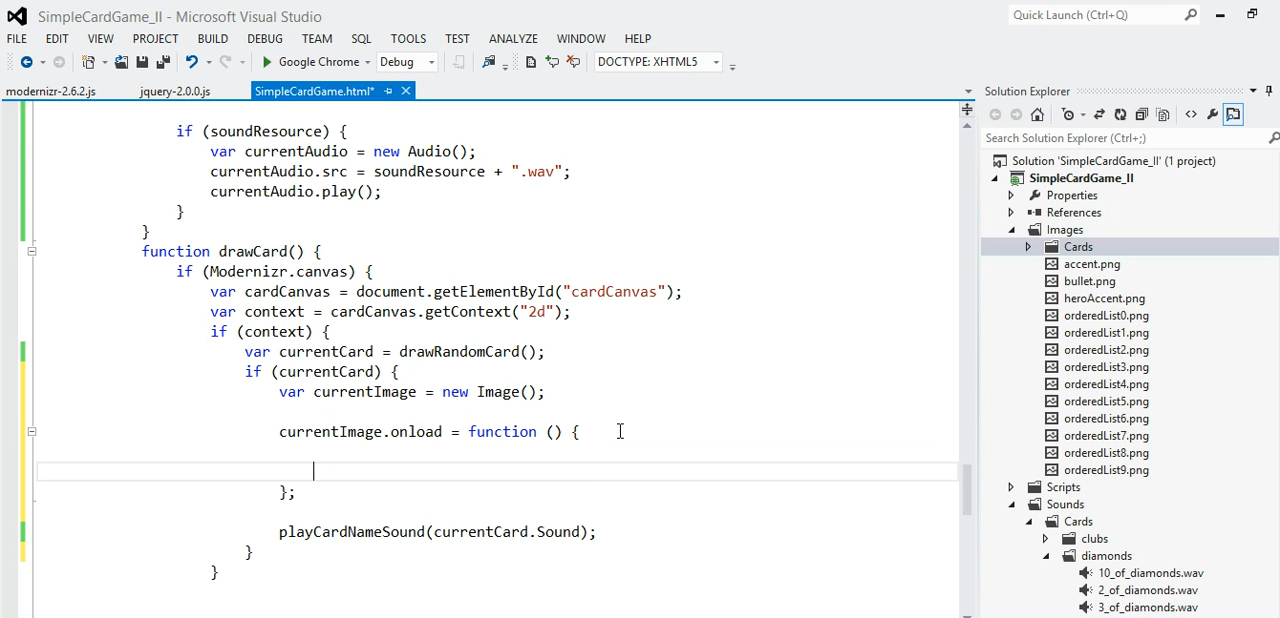 SimpleCardGame_II - Microsoft Visual Studio
Quick Launch (Ctrl+Q)
FILE EDIT VIEW PROJECT BUILD DEBUG TEAM SQL TOOLS TEST ANALYZE WINDOW HELP
Google Chrome Debug DOCTYPE: XHTML5
modernizr-2.6.2.js jquery-2.0.0.js SimpleCardGame.html*
if (soundResource) {
var currentAudio = new Audio();
currentAudio.src = soundResource + ".wav";
currentAudio.play();
}
}
function drawCard() {
if (Modernizr.canvas) {
var cardCanvas = document.getElementById("cardCanvas");
var context = cardCanvas.getContext("2d");
if (context) {
var currentCard = drawRandomCard();
if (currentCard) {
var currentImage = new Image();
currentImage.onload = function () {
};
playCardNameSound(currentCard.Sound);
}
}
Solution Explorer
Search Solution Explorer (Ctrl+;)
Solution 'SimpleCardGame_II' (1 project)
SimpleCardGame_II
Properties
References
Images
Cards
accent.png
bullet.png
heroAccent.png
orderedList0.png
orderedList1.png
orderedList2.png
orderedList3.png
orderedList4.png
orderedList5.png
orderedList6.png
orderedList7.png
orderedList8.png
orderedList9.png
Scripts
Sounds
Cards
clubs
diamonds
10_of_diamonds.wav
2_of_diamonds.wav
3_of_diamonds.wav